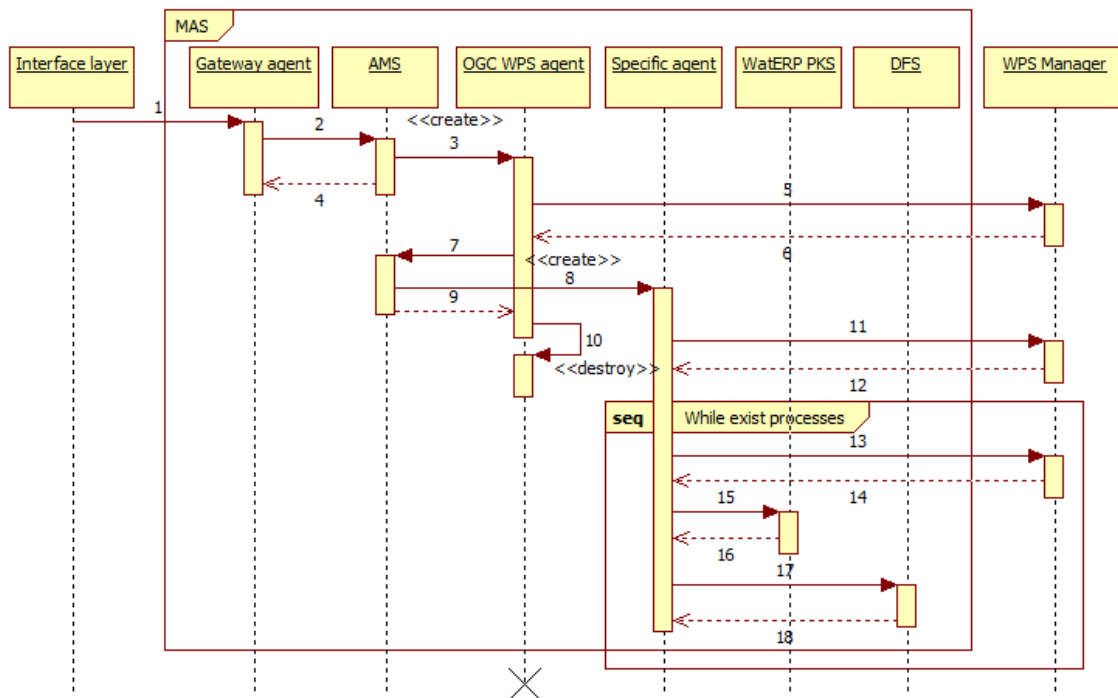 MAS
Interface layer
Gateway agent
AMS
OGC WPS agent
Specific agent
WatERP PKS
DFS
WPS Manager
1
2
<<create>>
3
4
5
6
7
<<create>>
8
9
10
<<destroy>>
11
12
seq
While exist processes
13
14
15
16
17
18